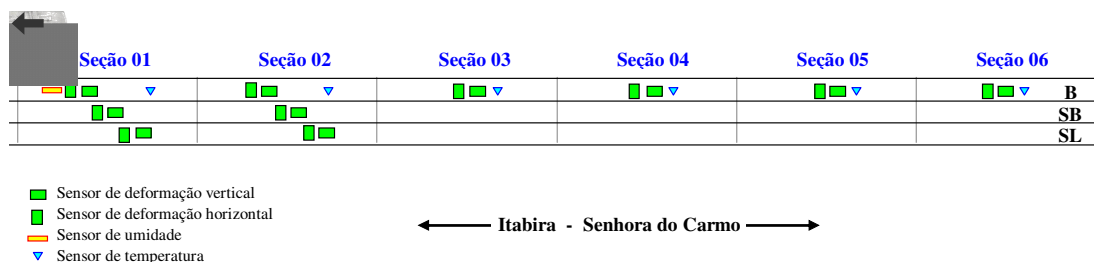 Seção 01 Seção 02 Seção 03 Seção 04 Seção 05 Seção 06
B
SB
SL
Sensor de deformação vertical
Sensor de deformação horizontal
Itabira - Senhora do Carmo
Sensor de umidade
Sensor de temperatura